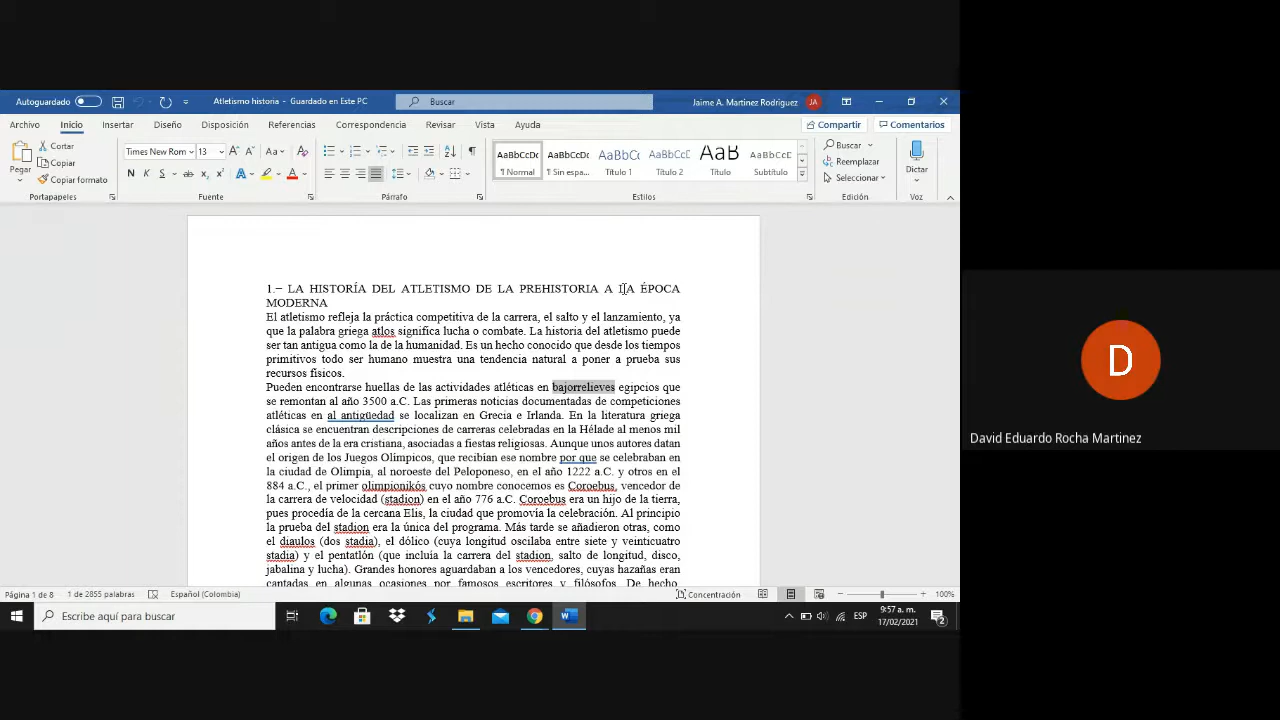 Autoguardado
Atletismo historia - Guardado en Este PC
Buscar
Jaime A. Martinez Rodriguez
JA
Archivo Inicio Insertar Diseño Disposición Referencias Correspondencia Revisar Vista Ayuda
Compartir Comentarios
Pegar
Cortar
Copiar
Copiar formato
Portapapeles
Times New Rom 13
Fuente
Párrafo
AaBbCcDc AaBbCcDc AaBbCc AaBbCcE AaB AaBbCcE
¶ Normal ¶ Sin espa... Título 1 Título 2 Título Subtítulo
Estilos
Buscar
Reemplazar
Seleccionar
Edición
Dictar
Voz
1.− LA HISTORÍA DEL ATLETISMO DE LA PREHISTORIA A LA ÉPOCA
MODERNA
El atletismo refleja la práctica competitiva de la carrera, el salto y el lanzamiento, ya
que la palabra griega atlos significa lucha o combate. La historia del atletismo puede
ser tan antigua como la de la humanidad. Es un hecho conocido que desde los tiempos
primitivos todo ser humano muestra una tendencia natural a poner a prueba sus
recursos físicos.
Pueden encontrarse huellas de las actividades atléticas en bajorrelieves egipcios que
se remontan al año 3500 a.C. Las primeras noticias documentadas de competiciones
atléticas en al antigüedad se localizan en Grecia e Irlanda. En la literatura griega
clásica se encuentran descripciones de carreras celebradas en la Hélade al menos mil
años antes de la era cristiana, asociadas a fiestas religiosas. Aunque unos autores datan
el origen de los Juegos Olímpicos, que recibían ese nombre por que se celebraban en
la ciudad de Olimpia, al noroeste del Peloponeso, en el año 1222 a.C. y otros en el
884 a.C., el primer olimpionikós cuyo nombre conocemos es Coroebus, vencedor de
la carrera de velocidad (stadion) en el año 776 a.C. Coroebus era un hijo de la tierra,
pues procedía de la cercana Elis, la ciudad que promovía la celebración. Al principio
la prueba del stadion era la única del programa. Más tarde se añadieron otras, como
el diaulos (dos stadia), el dólico (cuya longitud oscilaba entre siete y veinticuatro
stadia) y el pentatlón (que incluía la carrera del stadion, salto de longitud, disco,
jabalina y lucha). Grandes honores aguardaban a los vencedores, cuyas hazañas eran
cantadas en algunas ocasiones por famosos escritores y filósofos. De hecho,
Página 1 de 8 1 de 2855 palabras Español (Colombia) Concentración 100%
Escribe aquí para buscar
ESP
9:57 a. m.
17/02/2021
2
D
David Eduardo Rocha Martinez